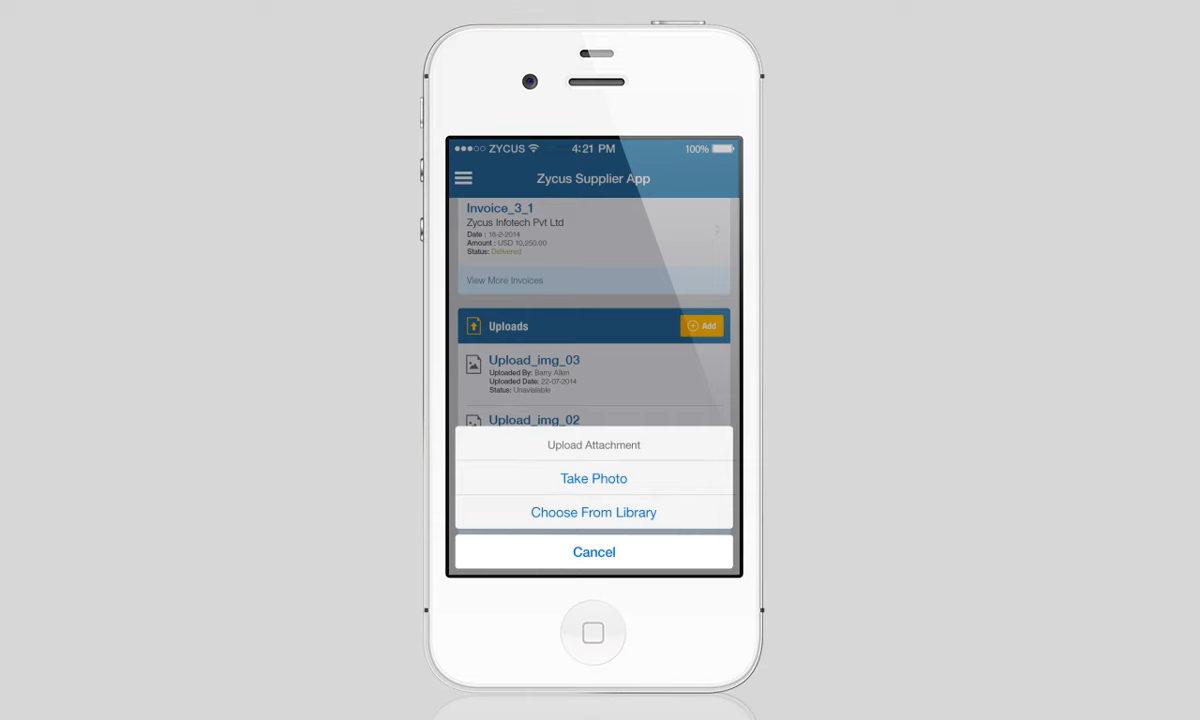 ZYCUS 4:21 PM 100%
Zycus Supplier App
Invoice_3_1
Zycus Infotech Pvt Ltd
Date : 16-2-2014
Amount : USD 10,250.00
Status: Delivered
View More Invoices
Uploads Add
Upload_img_03
Uploaded By: Barry Allen
Uploaded Date: 22-07-2014
Status: Unavailable
Upload_img_02
Upload Attachment
Take Photo
Choose From Library
Cancel